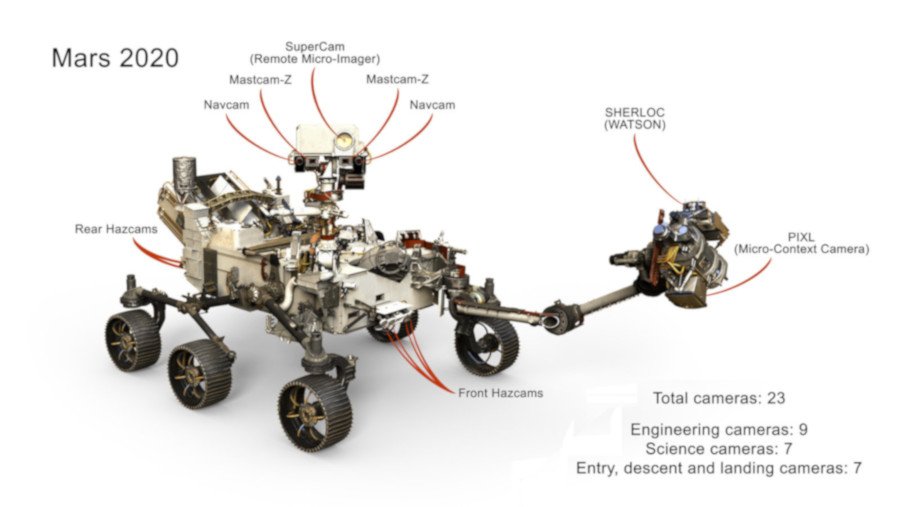 Mars 2020
SuperCam
(Remote Micro-Imager)
Mastcam-Z
Mastcam-Z
Navcam
Navcam
SHERLOC
(WATSON)
Rear Hazcams
PIXL
(Micro-Context Camera)
Front Hazcams
Total cameras: 23
Engineering cameras: 9
Science cameras: 7
Entry, descent and landing cameras: 7